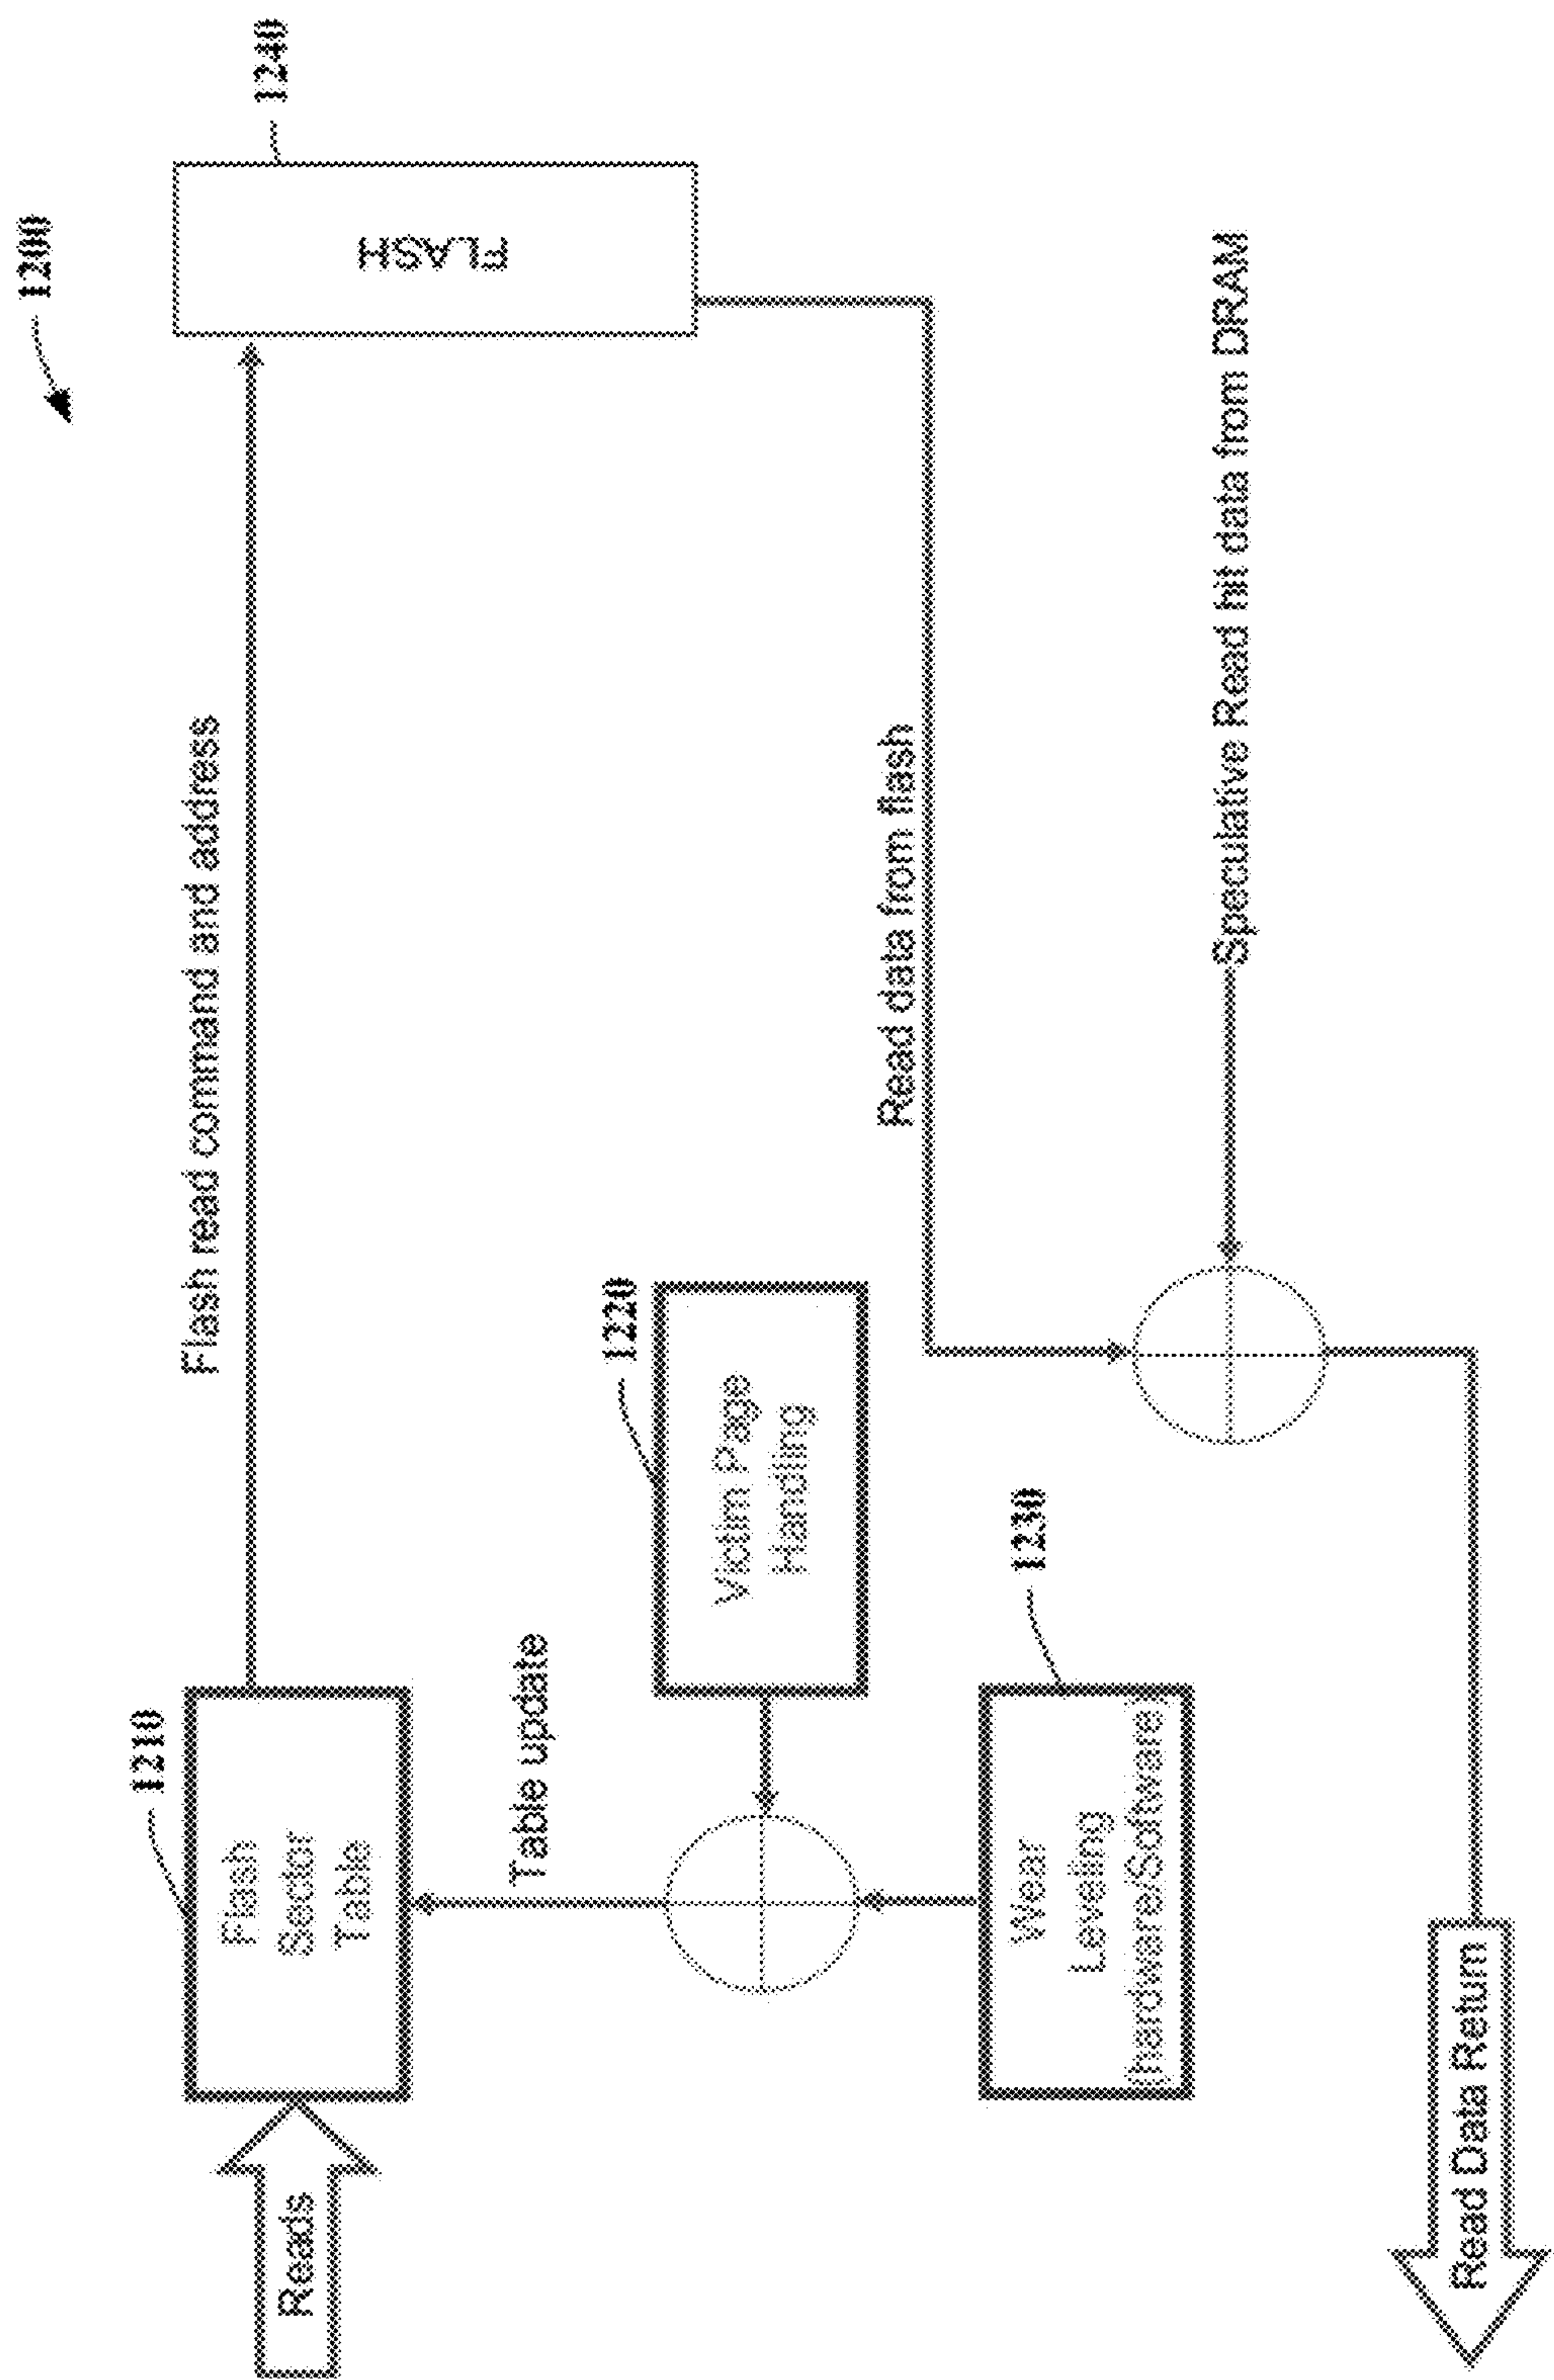 1200
1210
1240
Flash read command and address
Reads
Flash
Sector
Table
FLASH
Table update
1220
Victim Page
Handling
Read data from flash
1230
Wear
Leveling
(hardware/Software)
Speculative Read hit data from DRAM
Read Data Return